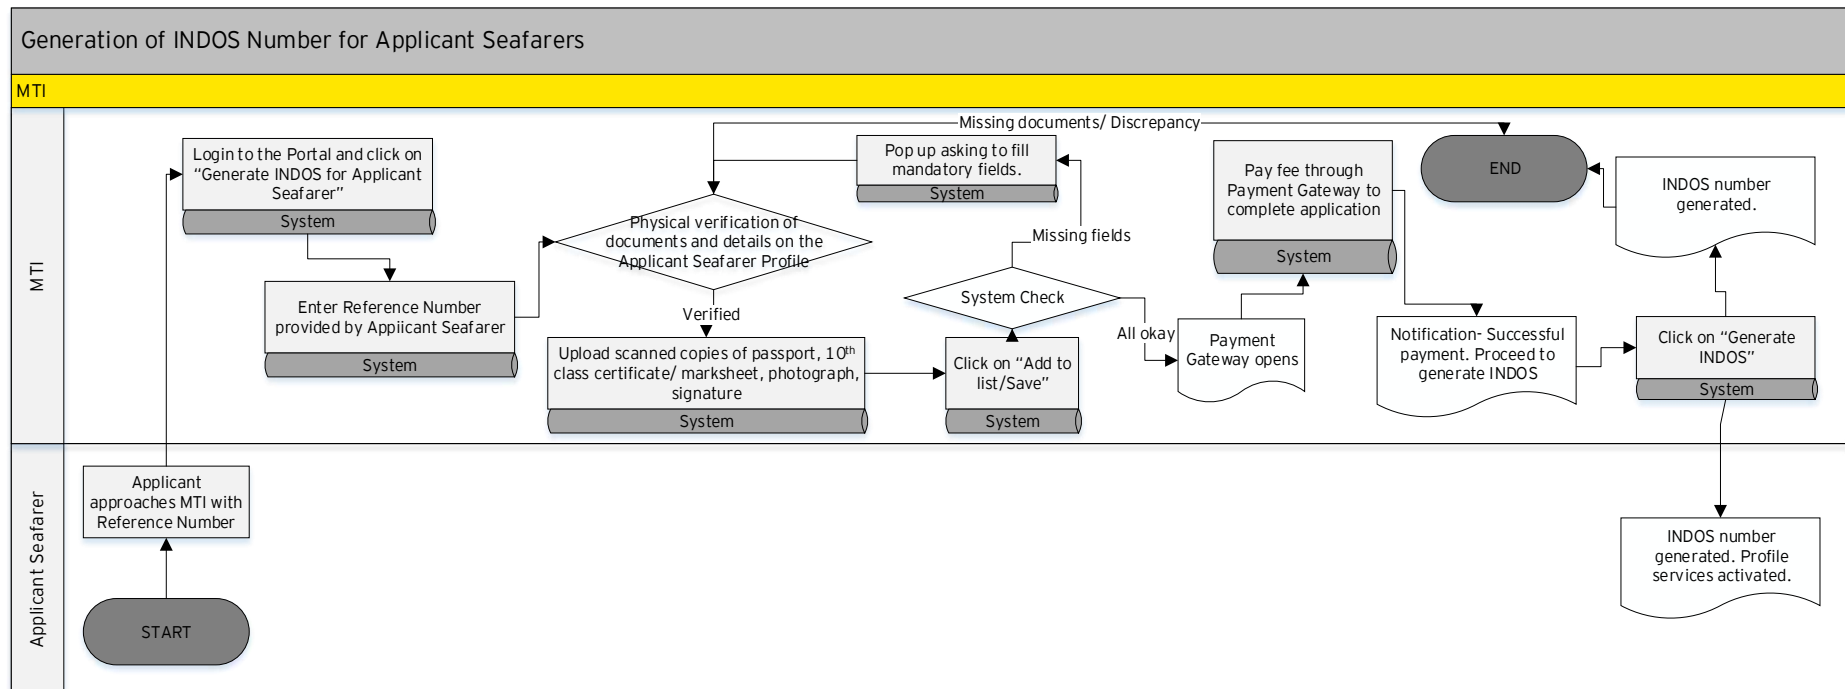 Generation of INDOS Number for Applicant Seafarers
MTI
MTI
Login to the Portal and click on
“Generate INDOS for Applicant
Seafarer”
System
Enter Reference Number
provided by Appiicant Seafarer
System
Missing documents/ Discrepancy
Physical verification of
documents and details on the
Applicant Seafarer Profile
Verified
Upload scanned copies of passport, 10th
class certificate/ marksheet, photograph,
signature
System
Pop up asking to fill
mandatory fields.
System
Missing fields
System Check
All okay
Click on “Add to
list/Save”
System
Payment
Gateway opens
Pay fee through
Payment Gateway to
complete application
System
Notification- Successful
payment. Proceed to
generate INDOS
END
INDOS number
generated.
Click on “Generate
INDOS”
System
Applicant Seafarer
Applicant
approaches MTI with
Reference Number
START
INDOS number
generated. Profile
services activated.